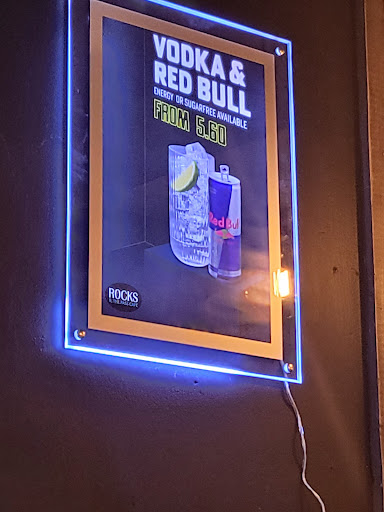 VODKA &
RED BULL
ENERGY OR SUGARFREE AVAILABLE
FROM 5.60
Red Bull
ROCKS